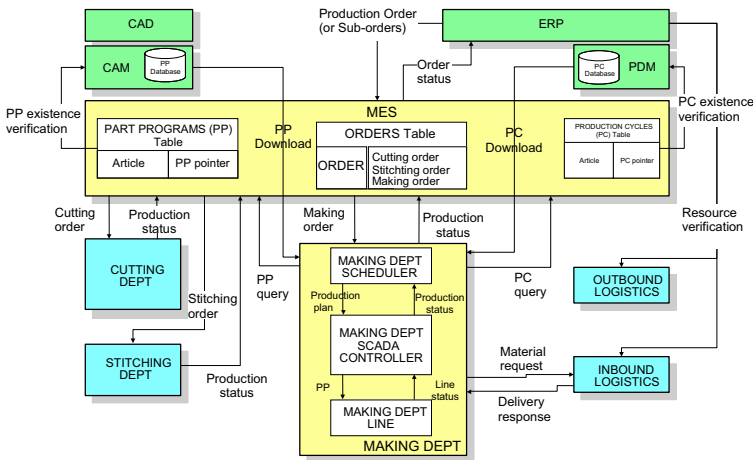 CAD
Production Order
(or Sub-orders)
ERP
CAM
PP
Database
Order
status
PC
Database
PDM
PP existence
verification
MES
PC existence
verification
PART PROGRAMS (PP)
Table
Article
PP pointer
PP
Download
ORDERS Table
ORDER
Cutting order
Stitchting order
Making order
PC
Download
PRODUCTION CYCLES
(PC) Table
Article
PC pointer
Cutting
order
Production
status
Making
order
Production
status
Resource
verification
CUTTING
DEPT
Stitching
order
PP
query
MAKING DEPT
SCHEDULER
PC
query
OUTBOUND
LOGISTICS
Production
plan
Production
status
MAKING DEPT
SCADA
CONTROLLER
STITCHING
DEPT
Production
status
Material
request
INBOUND
LOGISTICS
PP
Line
status
Delivery
response
MAKING DEPT
LINE
MAKING DEPT